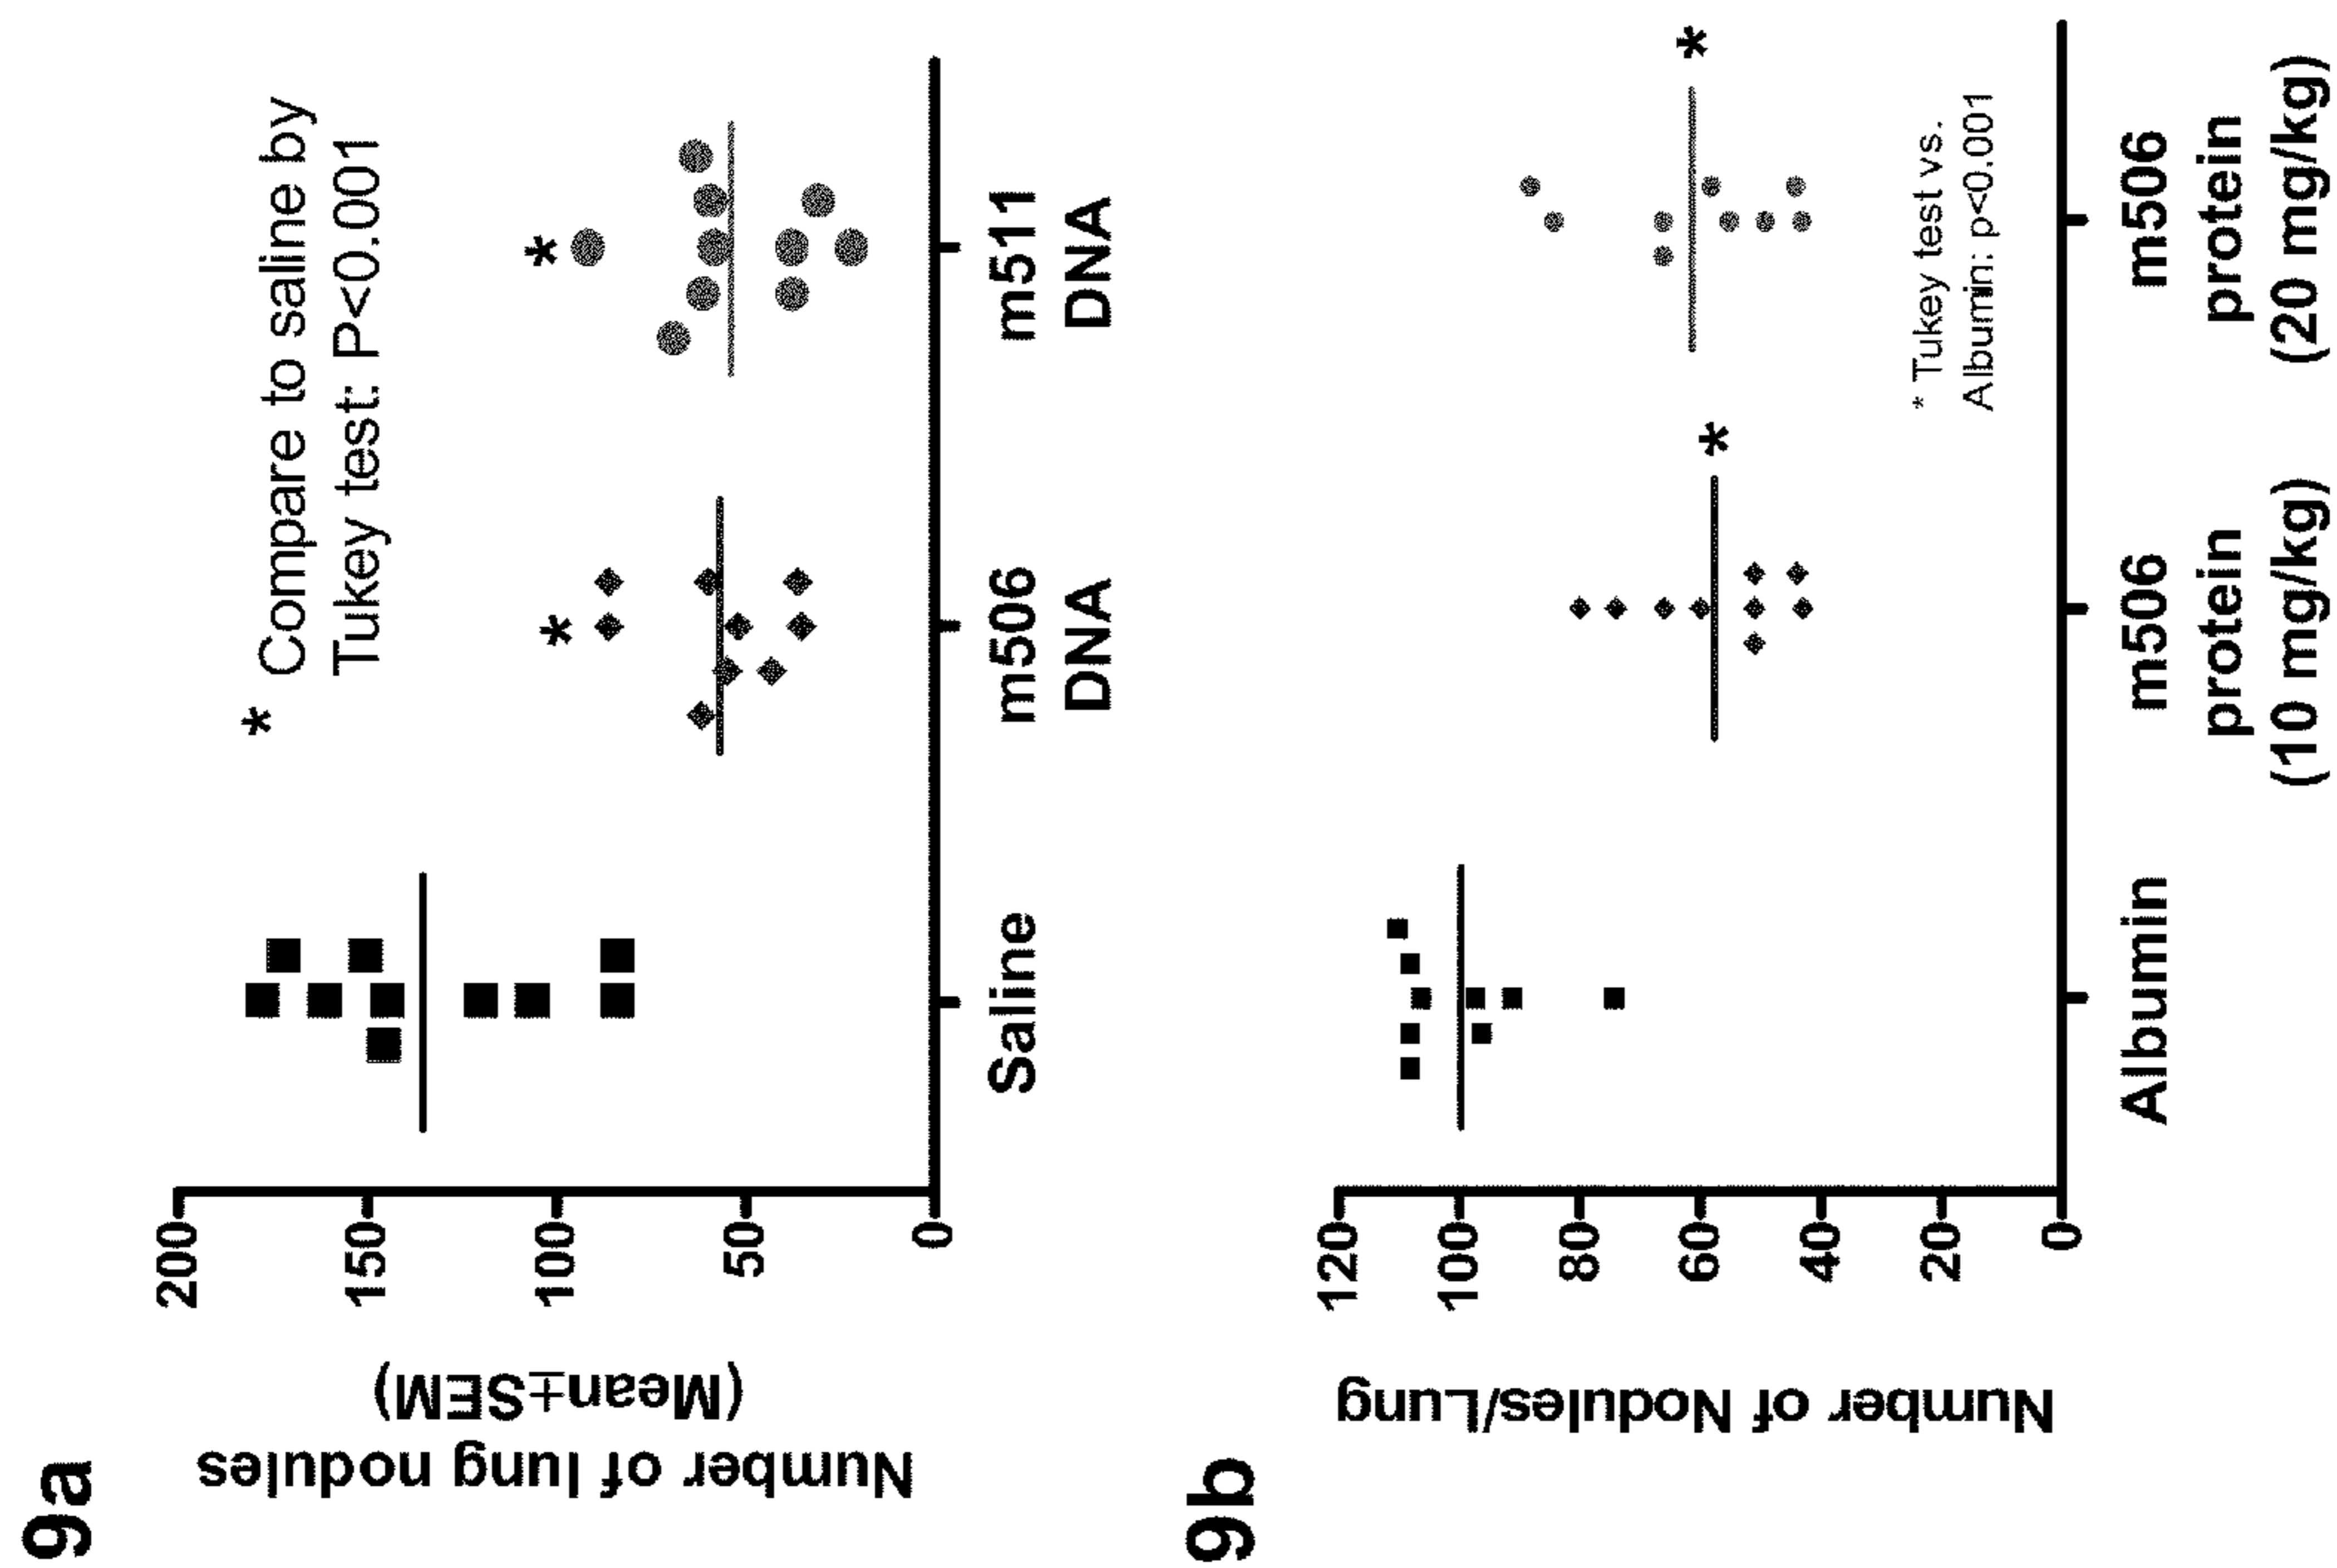 9a
Number of lung nodules
(Mean±SEM)
200
150
100
50
0
* Compare to saline by
Tukey test: P<0.001
*
*
Saline
m506
DNA
m511
DNA
9b
Number of Nodules/Lung
120
100
80
60
40
20
0
*
*
* Tukey test vs.
Albumin: p<0.001
Albumin
m506
protein
(10 mg/kg)
m506
protein
(20 mg/kg)